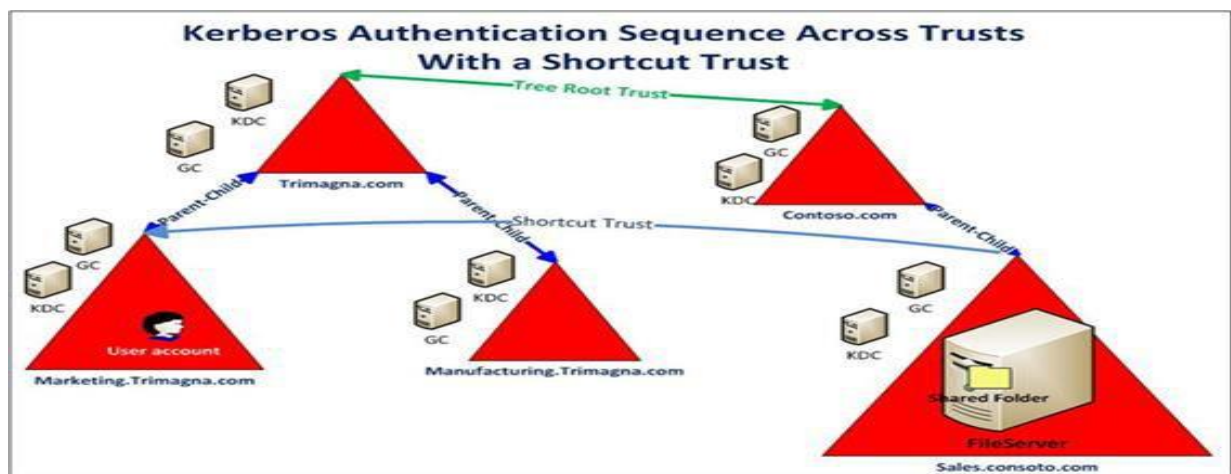 Kerberos Authentication Sequence Across Trusts
With a Shortcut Trust
Tree Root Trust
KDC
GC
Trimagna.com
GC
KDC
Contoso.com
Parent-Child
Parent-Child
Parent-Child
Shortcut Trust
GC
KDC
User account
Marketing.Trimagna.com
KDC
GC
Manufacturing.Trimagna.com
GC
KDC
Shared Folder
FileServer
Sales.consoto.com